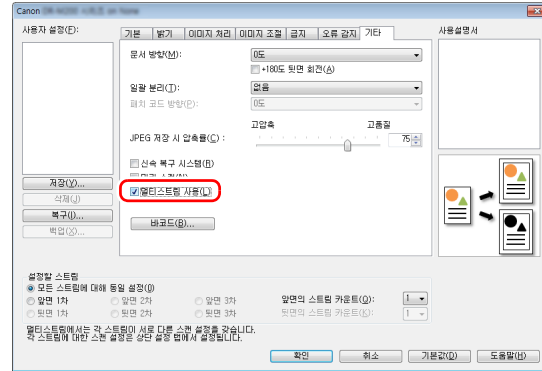 Canon on None
사용자 설정(F):
기본 밝기 이미지 처리 이미지 조절 급지 오류 감지 기타
사용설명서
문서 방향(M): 0도
+180도 뒷면 회전(A)
일괄 분리(T): 없음
패치 코드 방향(P): 0도
고압축 고품질
JPEG 저장 시 압축률(C) : 75
신속 복구 시스템(R)
멀티스트림 사용(L)
바코드(B)...
저장(Y)...
삭제(J)
복구(I)...
백업(X)...
설정할 스트림
모든 스트림에 대해 동일 설정(0)
앞면 1차 앞면 2차 앞면 3차 앞면의 스트림 카운트(Q): 1
뒷면 1차 뒷면 2차 뒷면 3차 뒷면의 스트림 카운트(K): 1
멀티스트림에서는 각 스트림이 서로 다른 스캔 설정을 갖습니다.
각 스트림에 대한 스캔 설정은 상단 설정 탭에서 설정됩니다.
확인 취소 기본값(D) 도움말(H)